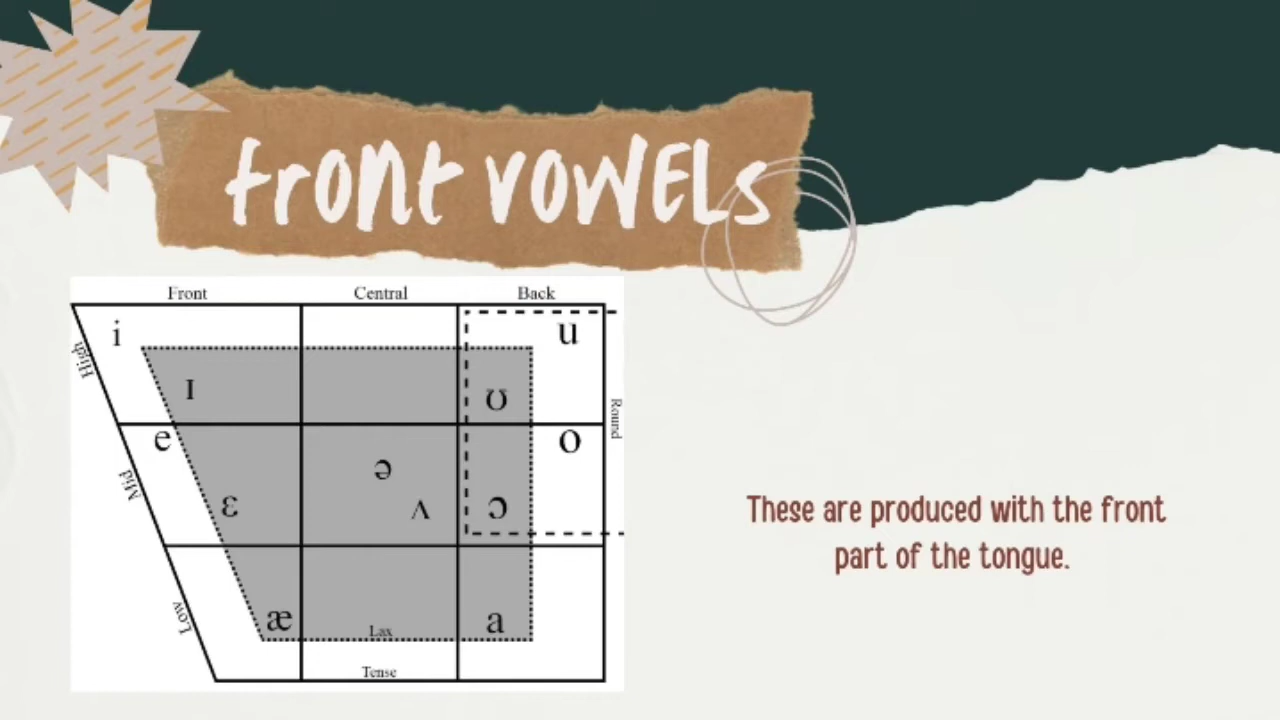 fRONt VOWELs
Front Central Back
i u
High
ɪ ʊ
Round
e o
ə
Mid
ɛ ʌ ɔ
æ a
Low
Lax
Tense
These are produced with the front
part of the tongue.